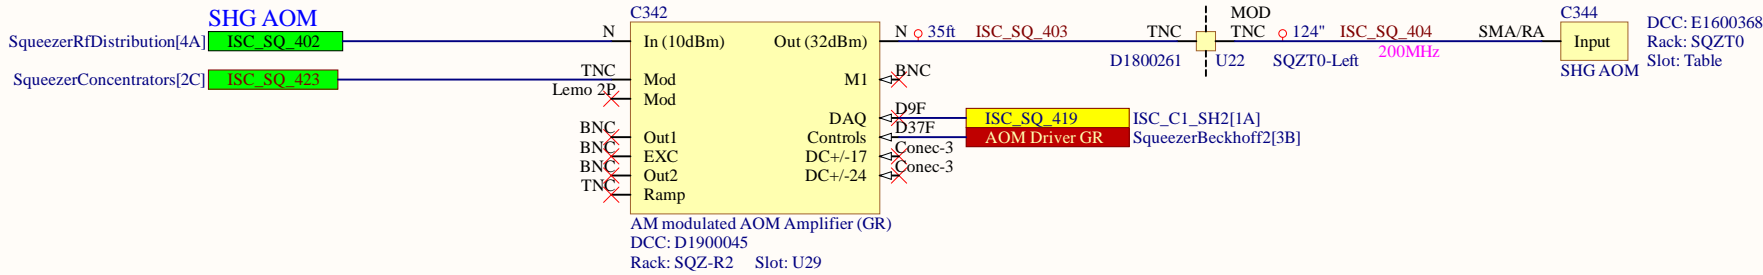 SHG AOM
SqueezerRfDistribution[4A] ISC_SQ_402
SqueezerConcentrators[2C] ISC_SQ_423
C342
N In (10dBm) Out (32dBm) N 35ft ISC_SQ_403 TNC
TNC Mod M1 BNC
Lemo 2P Mod
DAQ D9F ISC_SQ_419 ISC_C1_SH2[1A]
BNC Out1 Controls D37F AOM Driver GR SqueezerBeckhoff2[3B]
BNC EXC DC+/-17 Conec-3
BNC Out2 DC+/-24 Conec-3
TNC Ramp
AM modulated AOM Amplifier (GR)
DCC: D1900045
Rack: SQZ-R2 Slot: U29
MOD
TNC 124" ISC_SQ_404 SMA/RA
D1800261 U22 SQZT0-Left 200MHz
C344
Input
SHG AOM
DCC: E1600368
Rack: SQZT0
Slot: Table